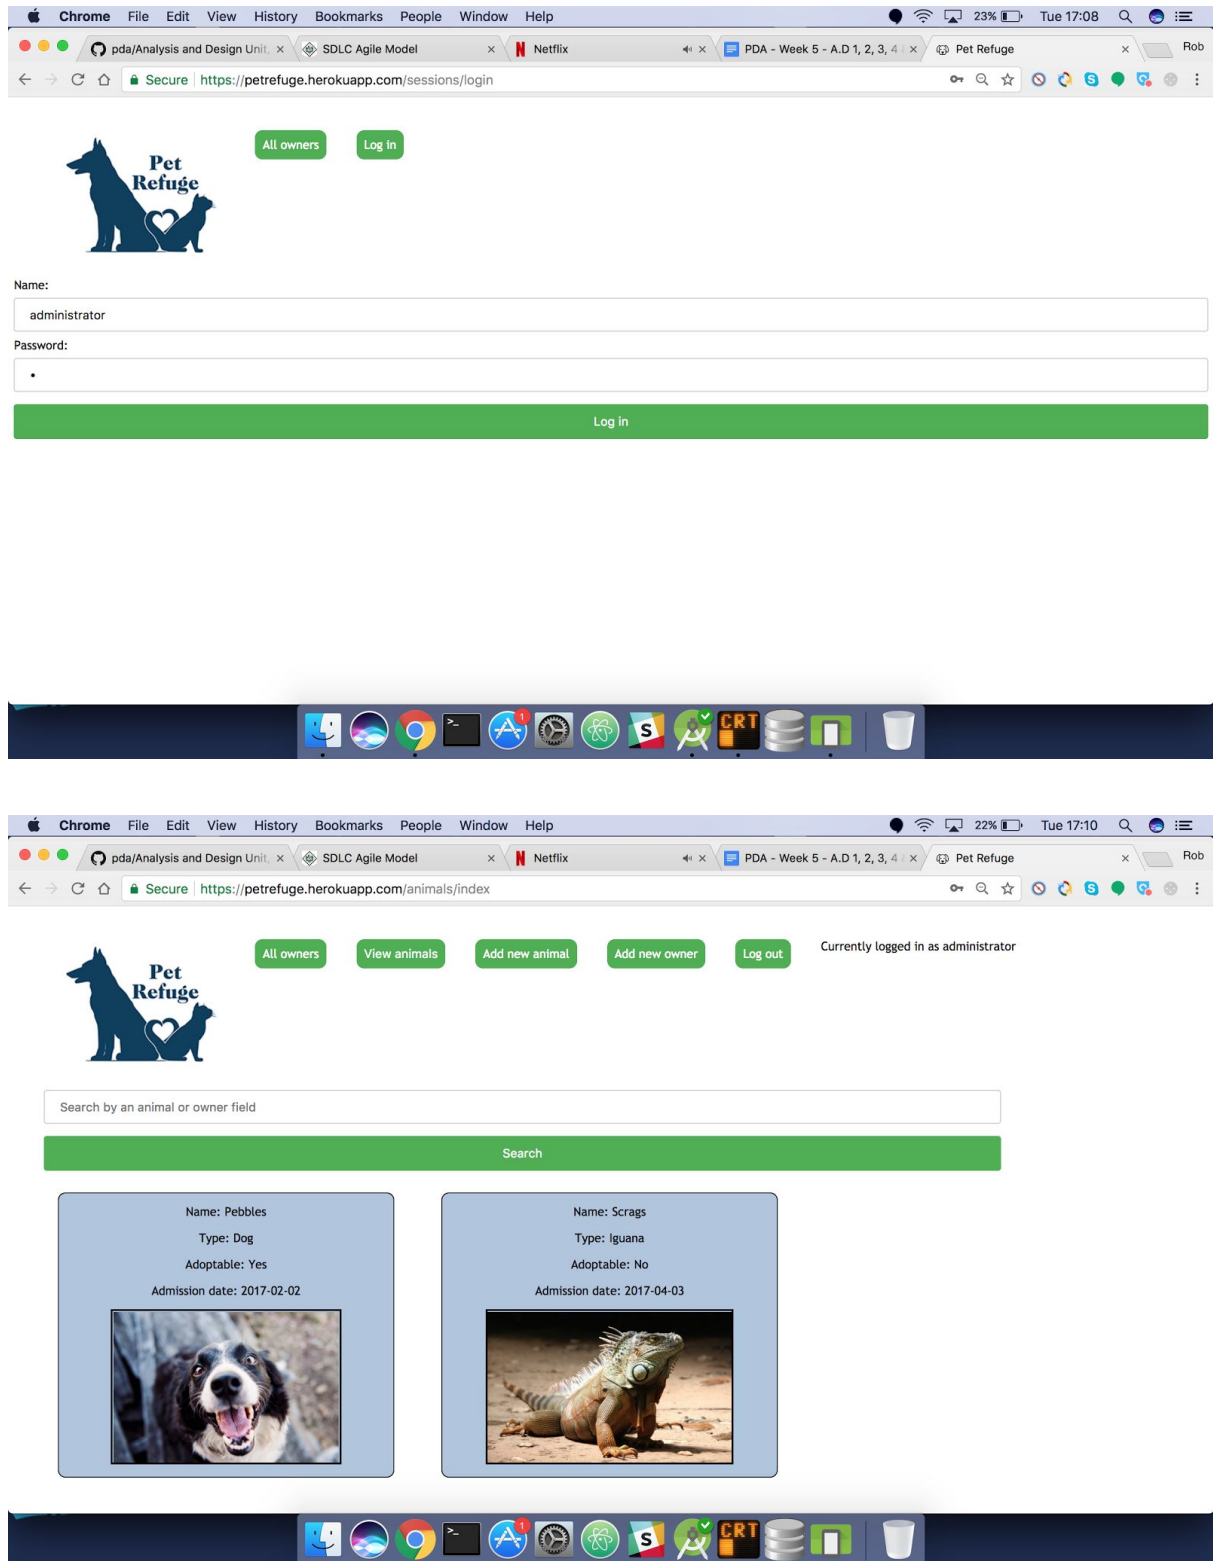 Chrome File Edit View History Bookmarks People Window Help 23% Tue 17:08
pda/Analysis and Design Unit. SDLC Agile Model Netflix PDA - Week 5 - A.D 1, 2, 3, 4 Pet Refuge Rob
Secure https://petrefuge.herokuapp.com/sessions/login
All owners Log in
Pet
Refuge
Name:
administrator
Password:
•
Log in
1 S CRT
Chrome File Edit View History Bookmarks People Window Help 22% Tue 17:10
pda/Analysis and Design Unit. SDLC Agile Model Netflix PDA - Week 5 - A.D 1, 2, 3, 4 Pet Refuge Rob
Secure https://petrefuge.herokuapp.com/animals/index
All owners View animals Add new animal Add new owner Log out Currently logged in as administrator
Pet
Refuge
Search by an animal or owner field
Search
Name: Pebbles Name: Scrags
Type: Dog Type: Iguana
Adoptable: Yes Adoptable: No
Admission date: 2017-02-02 Admission date: 2017-04-03
1 S CRT